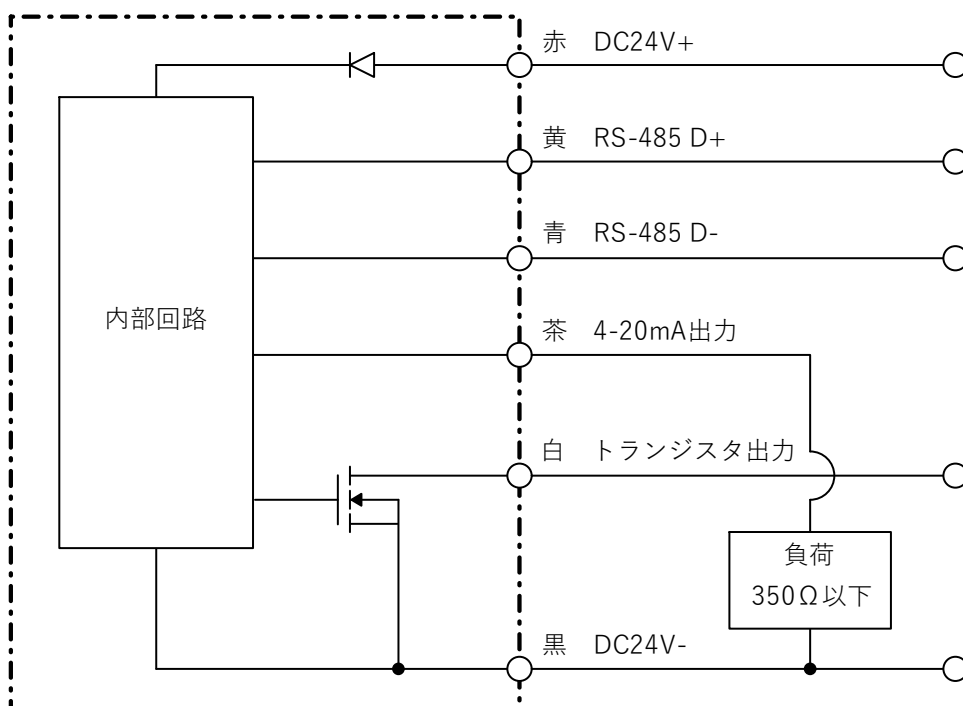 赤 DC24V+
黄 RS-485 D+
青 RS-485 D-
内部回路
茶 4-20mA出力
白 トランジスタ出力
負荷
350Ω以下
黒 DC24V-